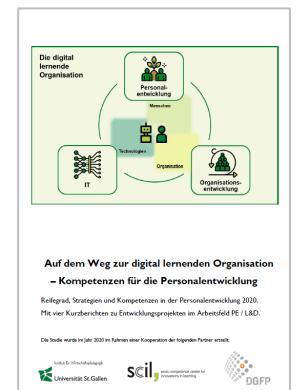 Die digital
lernende
Organisation
Personal-
entwicklung
Menschen
Technologien
Organisation
IT
Organisations-
entwicklung
Auf dem Weg zur digital lernenden Organisation
– Kompetenzen für die Personalentwicklung
Reifegrad, Strategien und Kompetenzen in der Personalentwicklung 2020.
Mit vier Kurzberichten zu Entwicklungsprojekten im Arbeitsfeld PE / L&D.
Die Studie wurde im Jahr 2020 im Rahmen einer Kooperation der folgenden Partner erstellt:
Institut für Wirtschaftspädagogik
Universität St.Gallen
scil
swiss competence centre for
innovations in learning
DGFP